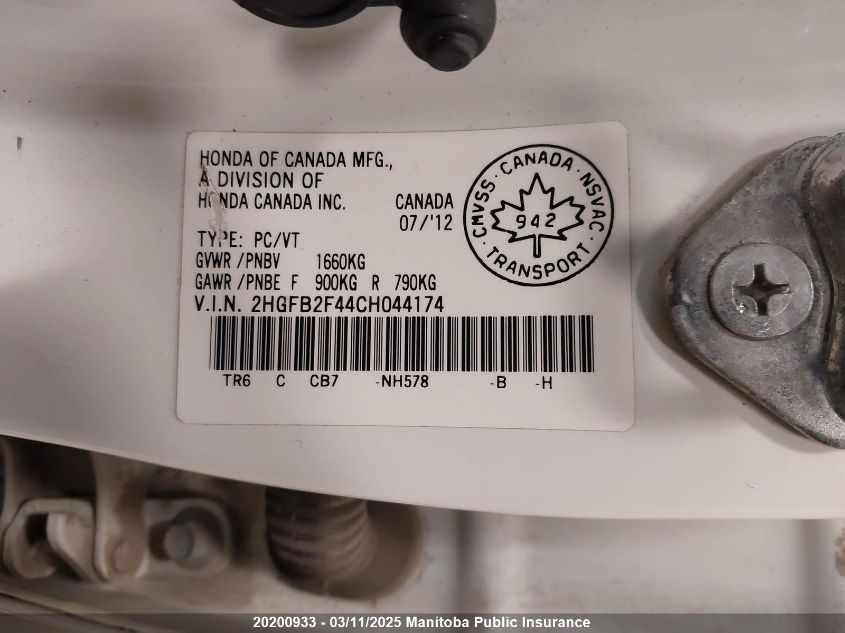 HONDA OF CANADA MFG.,
A DIVISION OF
HONDA CANADA INC. CANADA
07/'12
TYPE: PC/VT
GVWR /PNBV 1660KG
GAWR /PNBE F 900KG R 790KG
V.I.N. 2HGFB2F44CH044174
TR6 C CB7 -NH578 -B -H
CMVSS · CANADA · NSVAC
942
· TRANSPORT ·
20200933 - 03/11/2025 Manitoba Public Insurance